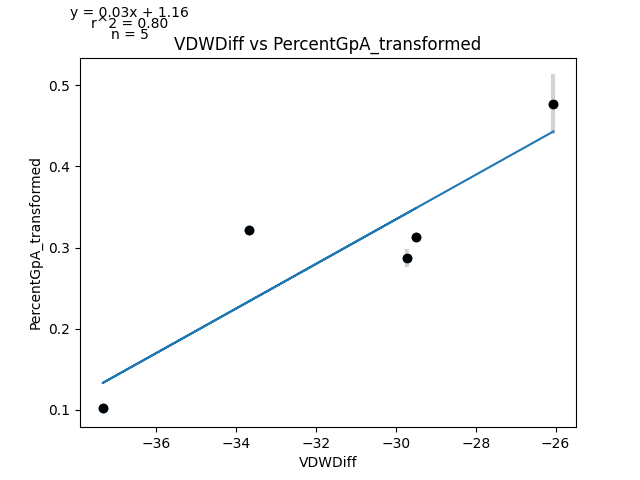 y = 0.03x + 1.16
r^2 = 0.80
n = 5
VDWDiff vs PercentGpA_transformed
0.5
0.4
0.3
0.2
0.1
PercentGpA_transformed
−36
−34
−32
−30
−28
−26
VDWDiff